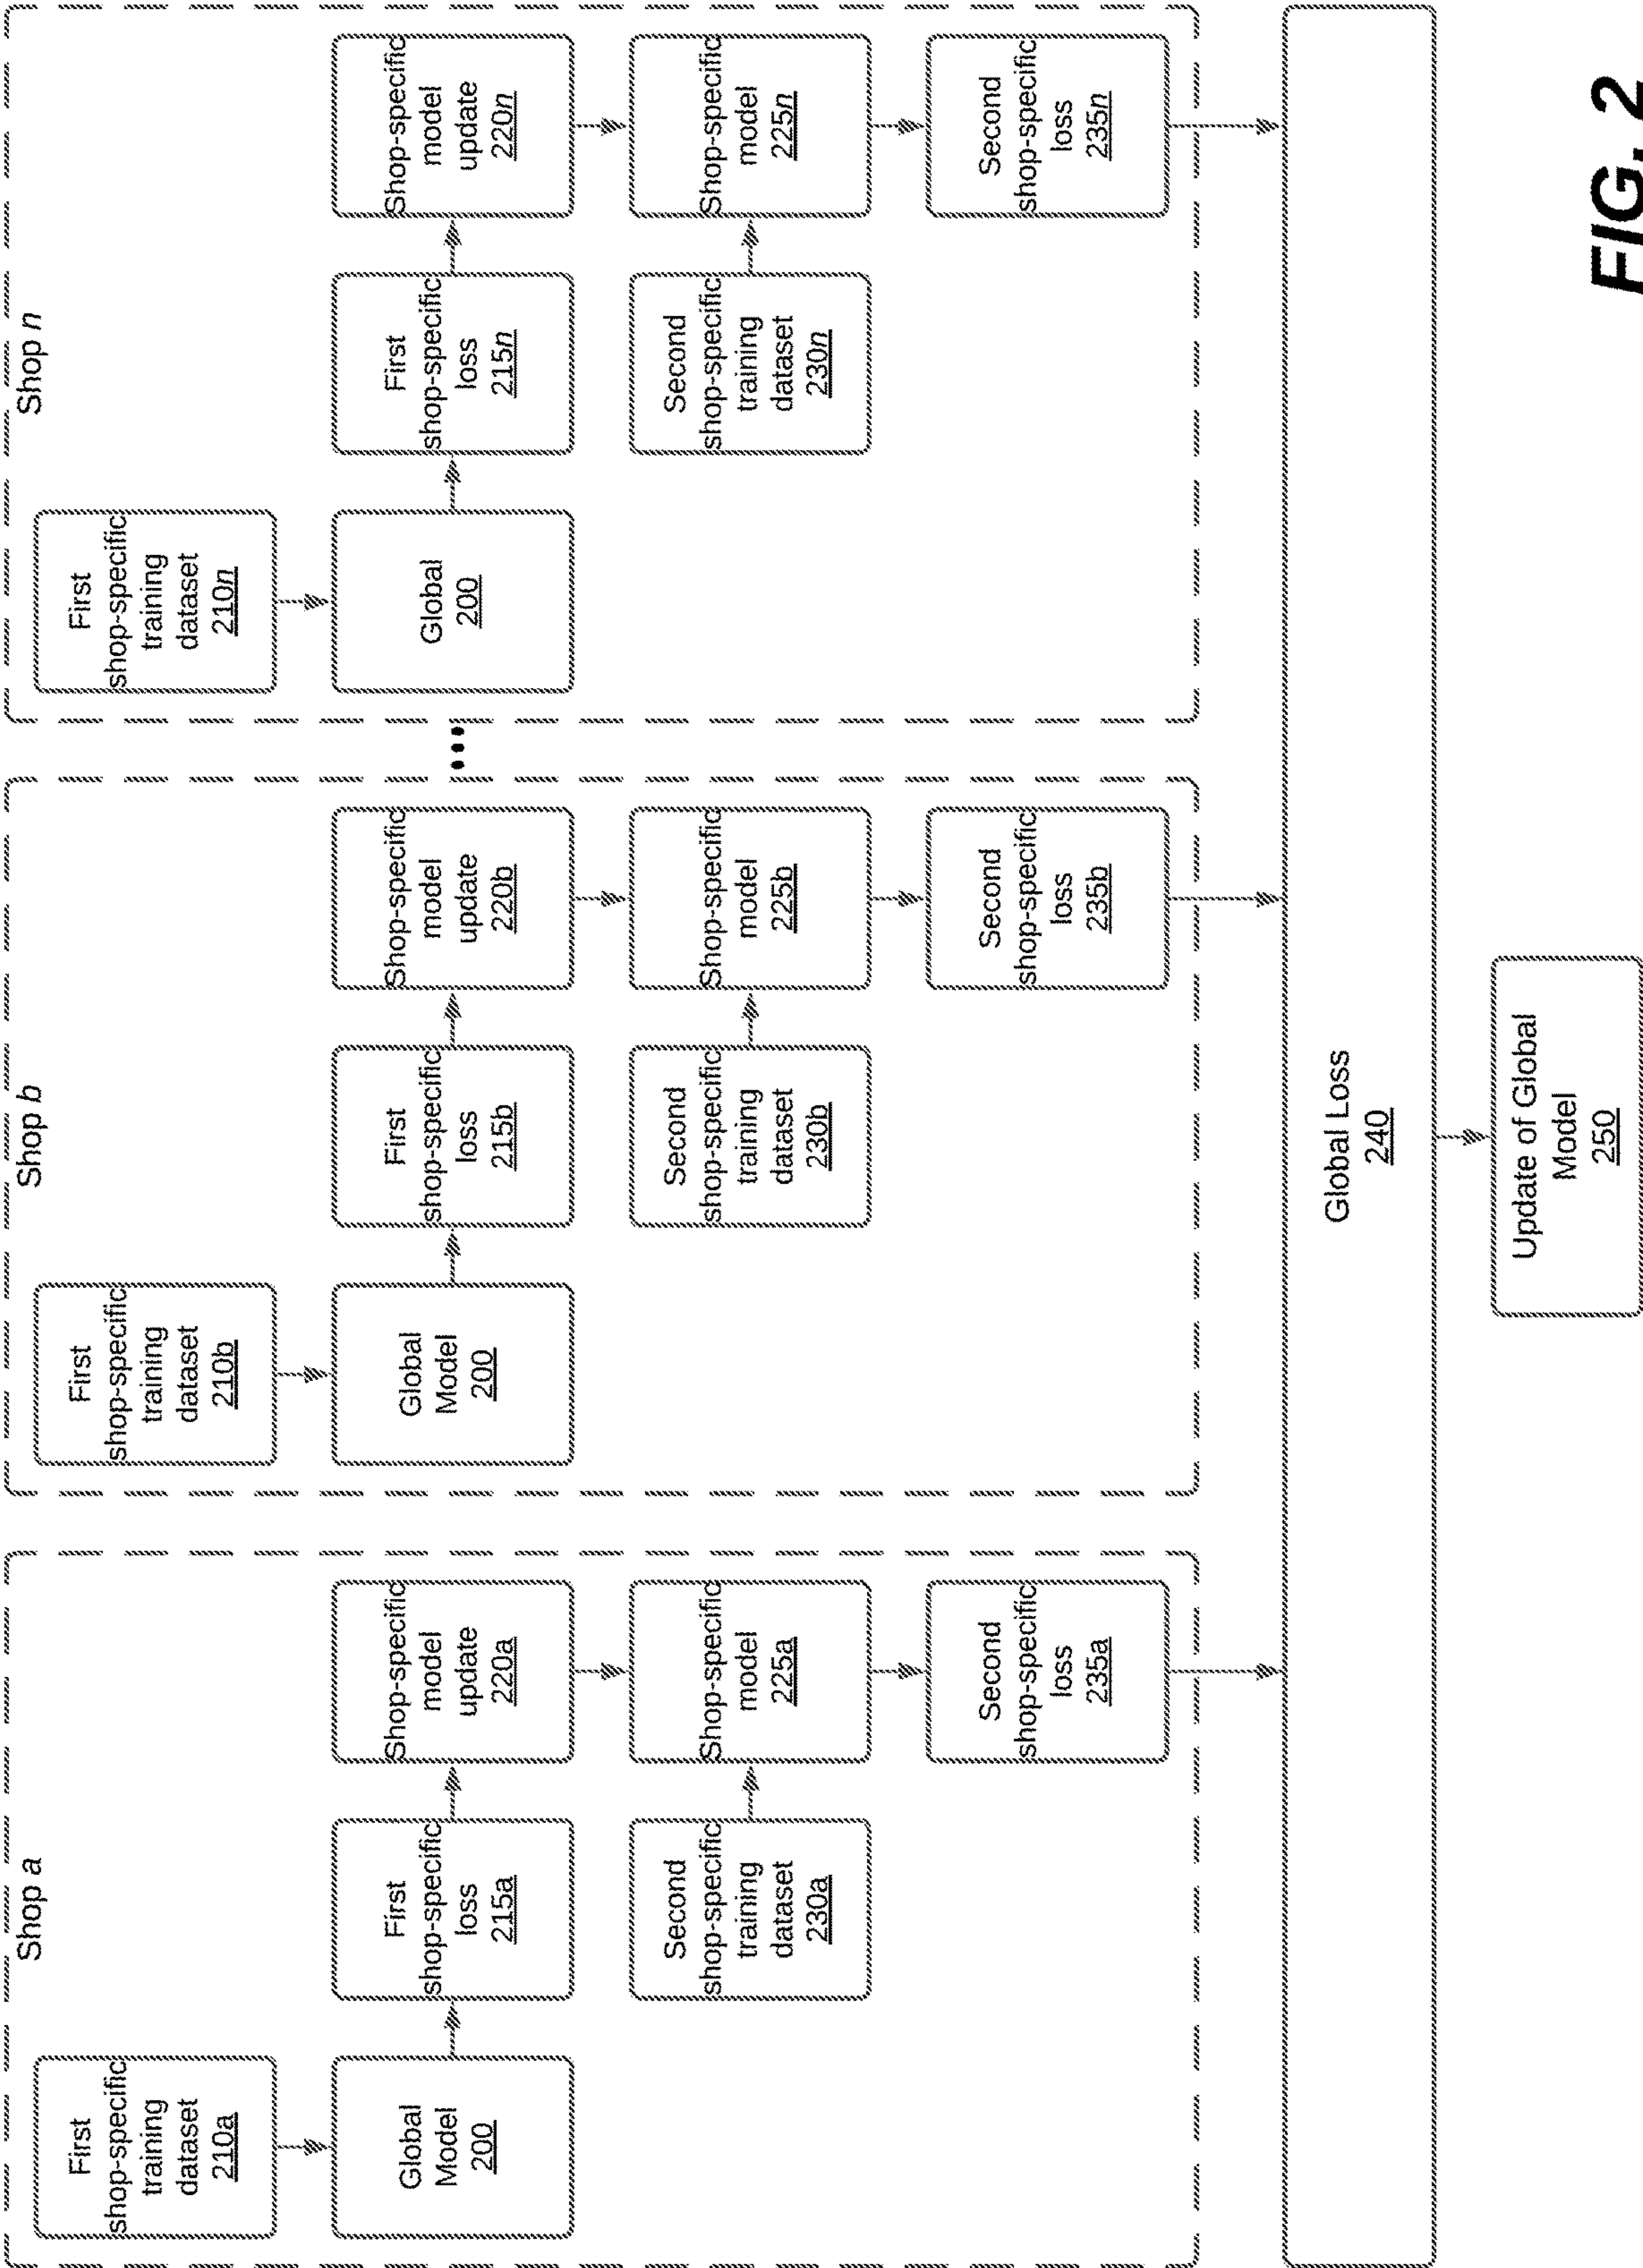 Shop a
First
shop-specific
training
dataset
210a
Global
Model
200
First
shop-specific
loss
215a
Shop-specific
model
update
220a
Second
shop-specific
training
dataset
230a
Shop-specific
model
225a
Second
shop-specific
loss
235a
Shop b
First
shop-specific
training
dataset
210b
Global
Model
200
First
shop-specific
loss
215b
Shop-specific
model
update
220b
Second
shop-specific
training
dataset
230b
Shop-specific
model
225b
Second
shop-specific
loss
235b
Shop n
First
shop-specific
training
dataset
210n
Global
200
First
shop-specific
loss
215n
Shop-specific
model
update
220n
Second
shop-specific
training
dataset
230n
Shop-specific
model
225n
Second
shop-specific
loss
235n
Global Loss
240
Update of Global
Model
250
FIG. 2